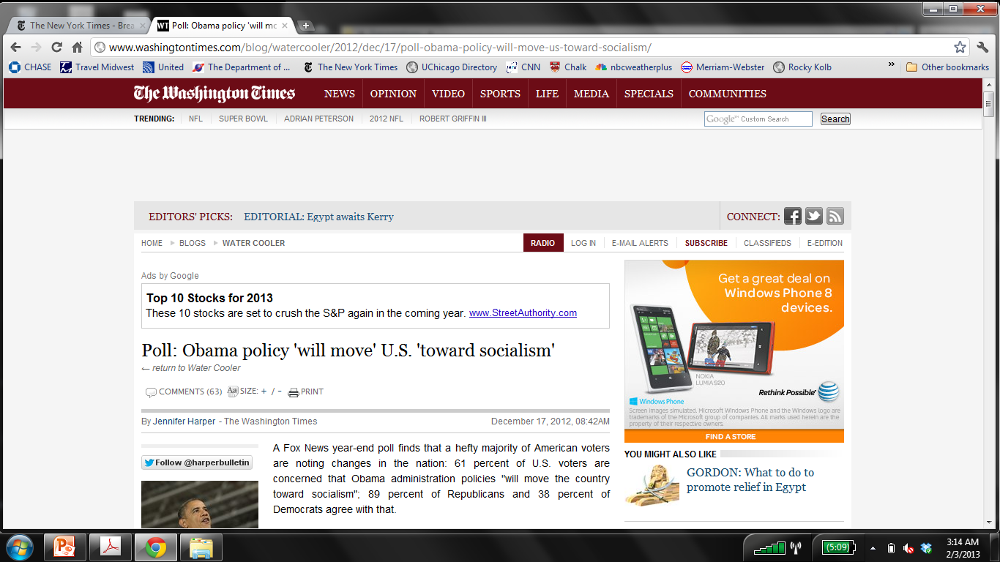 The New York Times - Brea
WT Poll: Obama policy 'will mo
www.washingtontimes.com/blog/watercooler/2012/dec/17/poll-obama-policy-will-move-us-toward-socialism/
CHASE Travel Midwest United The Department of ... The New York Times UChicago Directory CNN Chalk nbcweatherplus Merriam-Webster Rocky Kolb » Other bookmarks
The Washington Times NEWS OPINION VIDEO SPORTS LIFE MEDIA SPECIALS COMMUNITIES
TRENDING: NFL SUPER BOWL ADRIAN PETERSON 2012 NFL ROBERT GRIFFIN III Google™ Custom Search Search
EDITORS' PICKS: EDITORIAL: Egypt awaits Kerry CONNECT:
HOME BLOGS WATER COOLER RADIO LOG IN E-MAIL ALERTS SUBSCRIBE CLASSIFIEDS E-EDITION
Ads by Google
Top 10 Stocks for 2013
These 10 stocks are set to crush the S&P again in the coming year. www.StreetAuthority.com
Poll: Obama policy 'will move' U.S. 'toward socialism'
← return to Water Cooler
COMMENTS (63) Aa SIZE: + / - PRINT
By Jennifer Harper - The Washington Times December 17, 2012, 08:42AM
Follow @harperbulletin
A Fox News year-end poll finds that a hefty majority of American voters
are noting changes in the nation: 61 percent of U.S. voters are
concerned that Obama administration policies "will move the country
toward socialism"; 89 percent of Republicans and 38 percent of
Democrats agree with that.
Get a great deal on
Windows Phone 8
devices.
NOKIA
LUMIA 920
Rethink Possible®
Windows Phone
Screen images simulated. Microsoft Windows Phone and the Windows logo are
trademarks of the Microsoft group of companies. All marks used herein are the
property of their respective owners.
FIND A STORE
YOU MIGHT ALSO LIKE
GORDON: What to do to
promote relief in Egypt
(5:09)
3:14 AM
2/3/2013